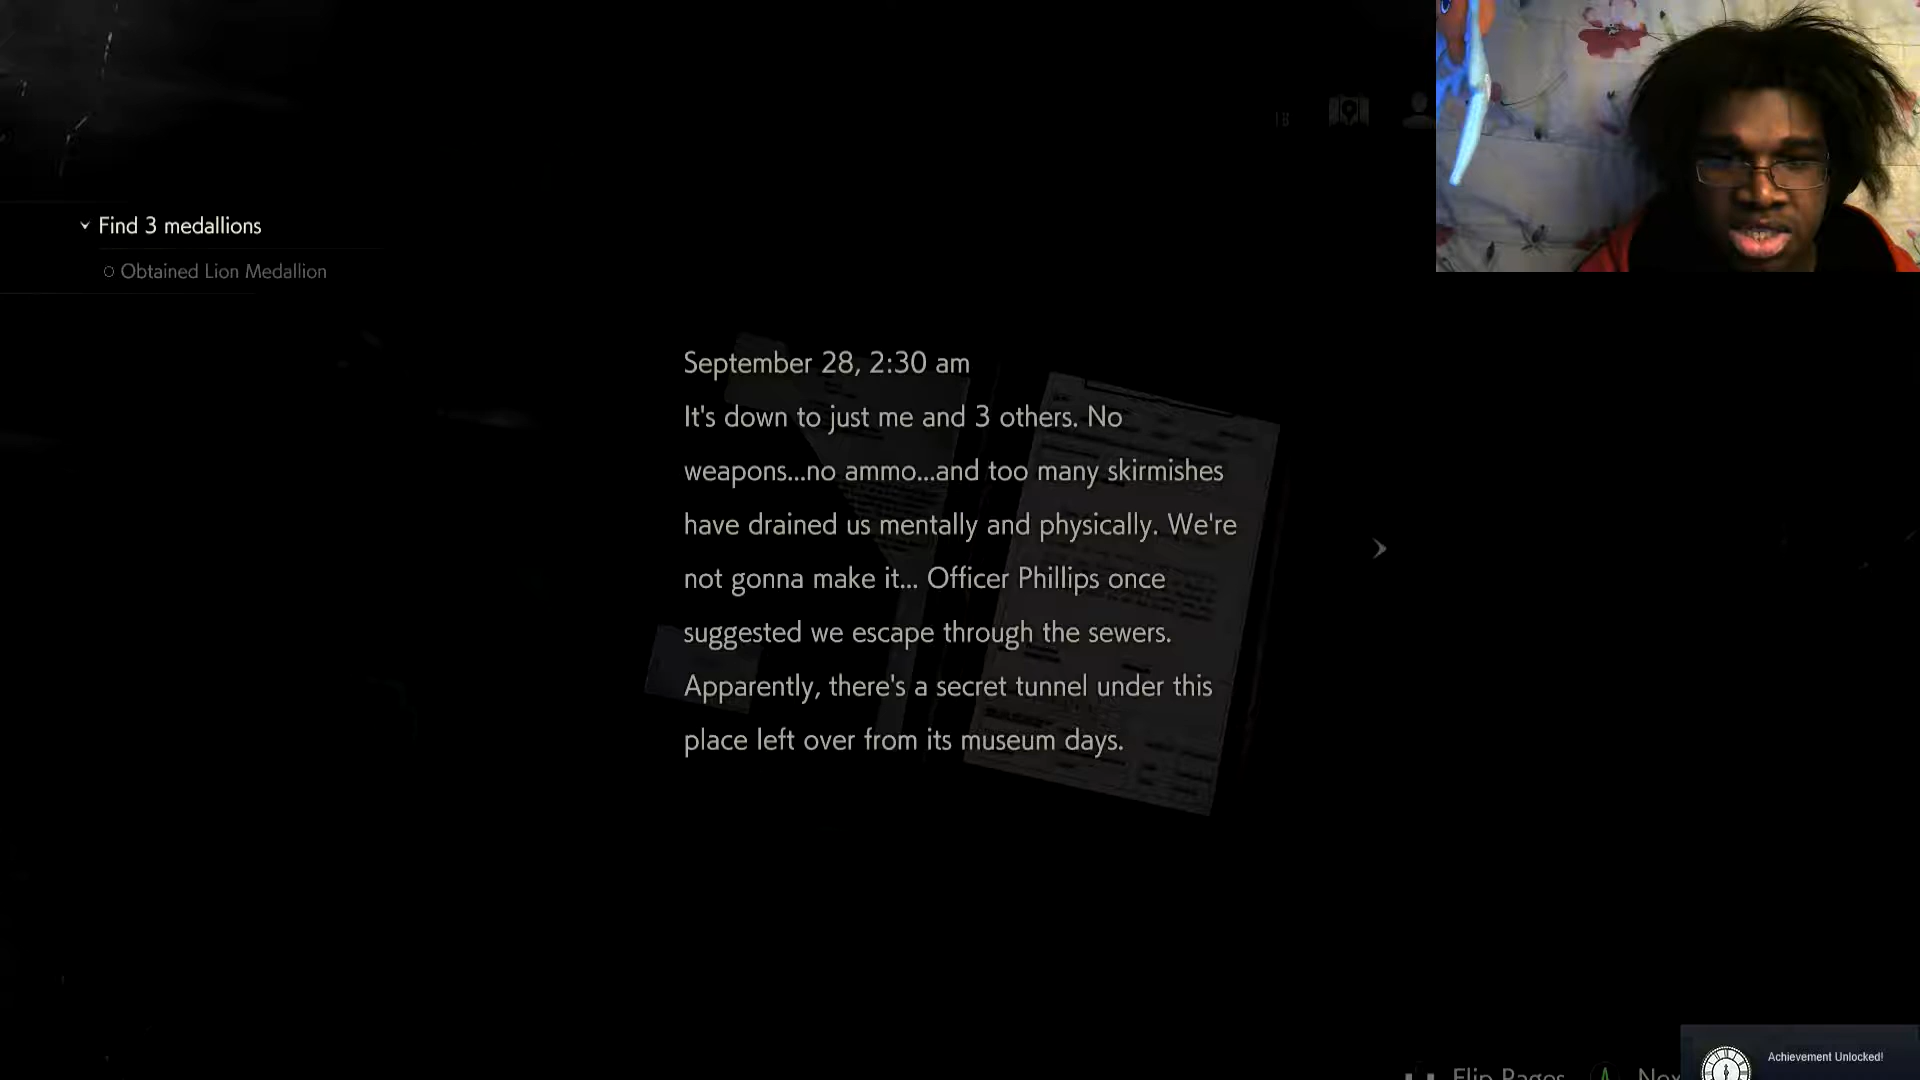 Find 3 medallions
Obtained Lion Medallion
September 28, 2:30 am
It's down to just me and 3 others. No
weapons...no ammo...and too many skirmishes
have drained us mentally and physically. We're
not gonna make it... Officer Phillips once
suggested we escape through the sewers.
Apparently, there's a secret tunnel under this
place left over from its museum days.
Flip Pages
Achievement Unlocked!